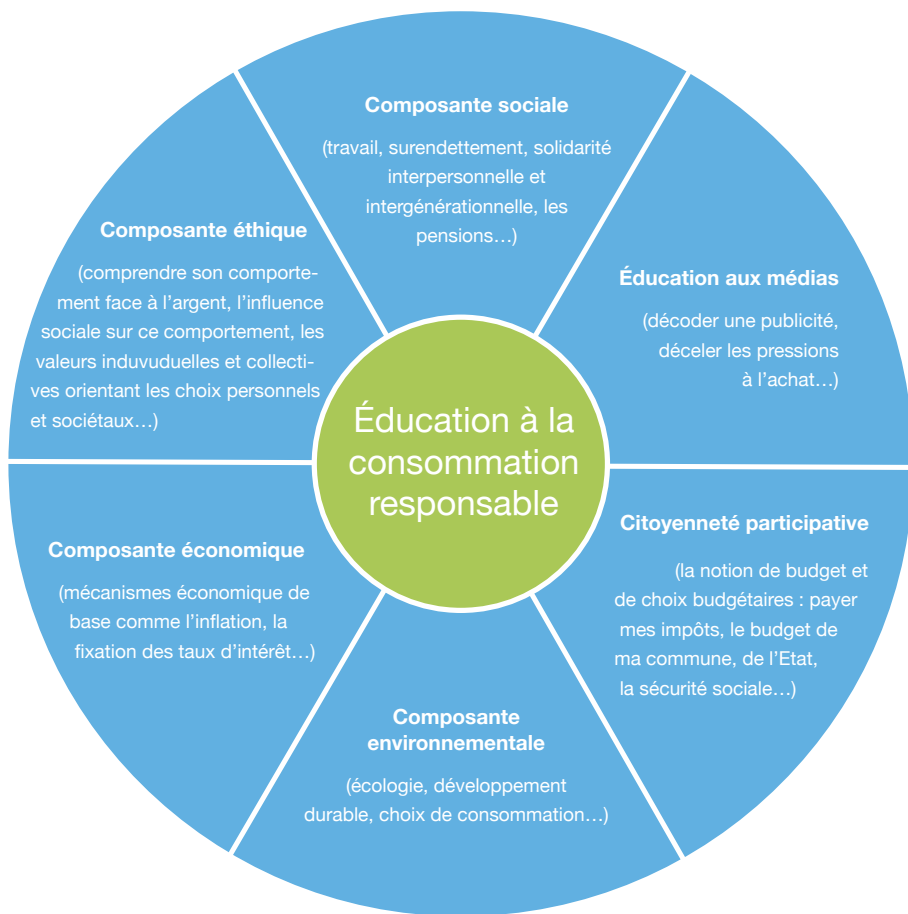 Composante sociale
(travail, surendettement, solidarité
interpersonnelle et
intergénérationnelle, les
pensions…)
Éducation aux médias
(décoder une publicité,
déceler les pressions
à l’achat…)
Citoyenneté participative
(la notion de budget et
de choix budgétaires : payer
mes impôts, le budget de
ma commune, de l’Etat,
la sécurité sociale…)
Composante
environnementale
(écologie, développement
durable, choix de consommation…)
Composante économique
(mécanismes économique de
base comme l’inflation, la
fixation des taux d’intérêt…)
Composante éthique
(comprendre son comporte-
ment face à l’argent, l’influence
sociale sur ce comportement, les
valeurs induvuduelles et collecti-
ves orientant les choix personnels
et sociétaux…)
Éducation à la
consommation
responsable